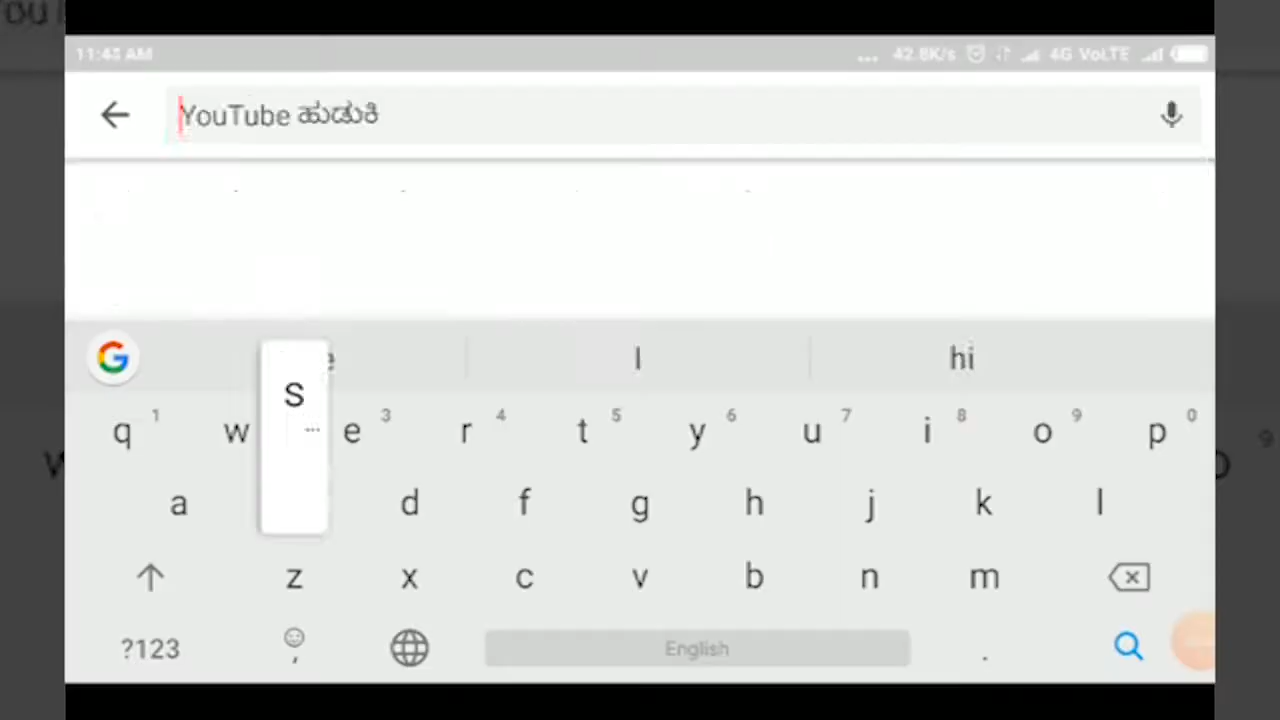 11:43 AM ... 42.8K/s 4G VoLTE
YouTube ಹುಡುಕಿ
G l hi
S
q 1 w e 3 r 4 t 5 y 6 u 7 i 8 o 9 p 0
a d f g h j k l
z x c v b n m
?123 , English .